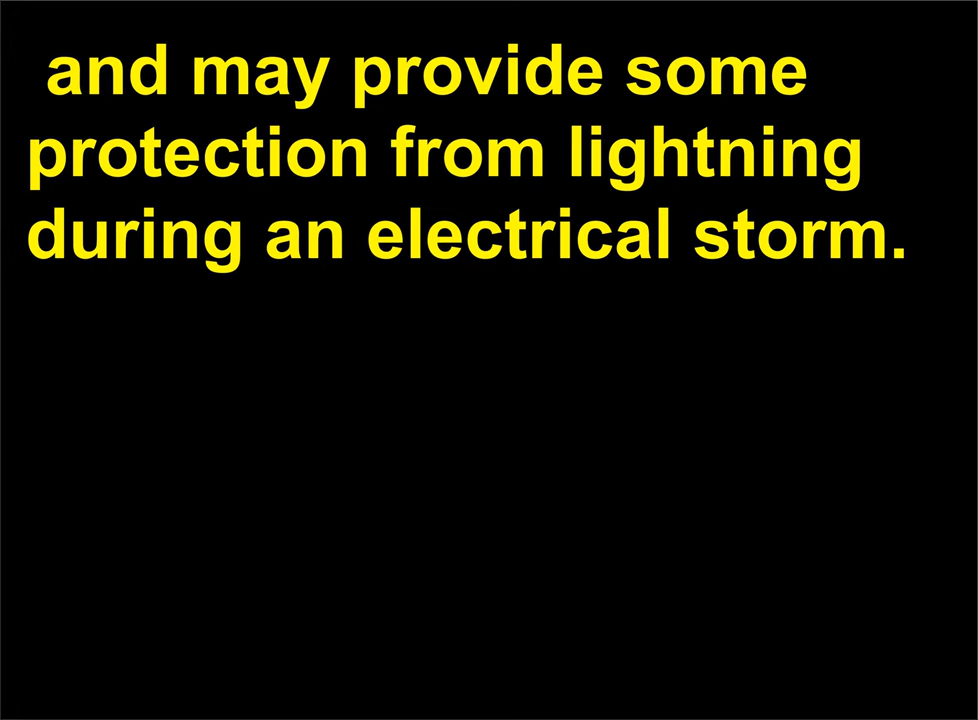 and may provide some
protection from lightning
during an electrical storm.